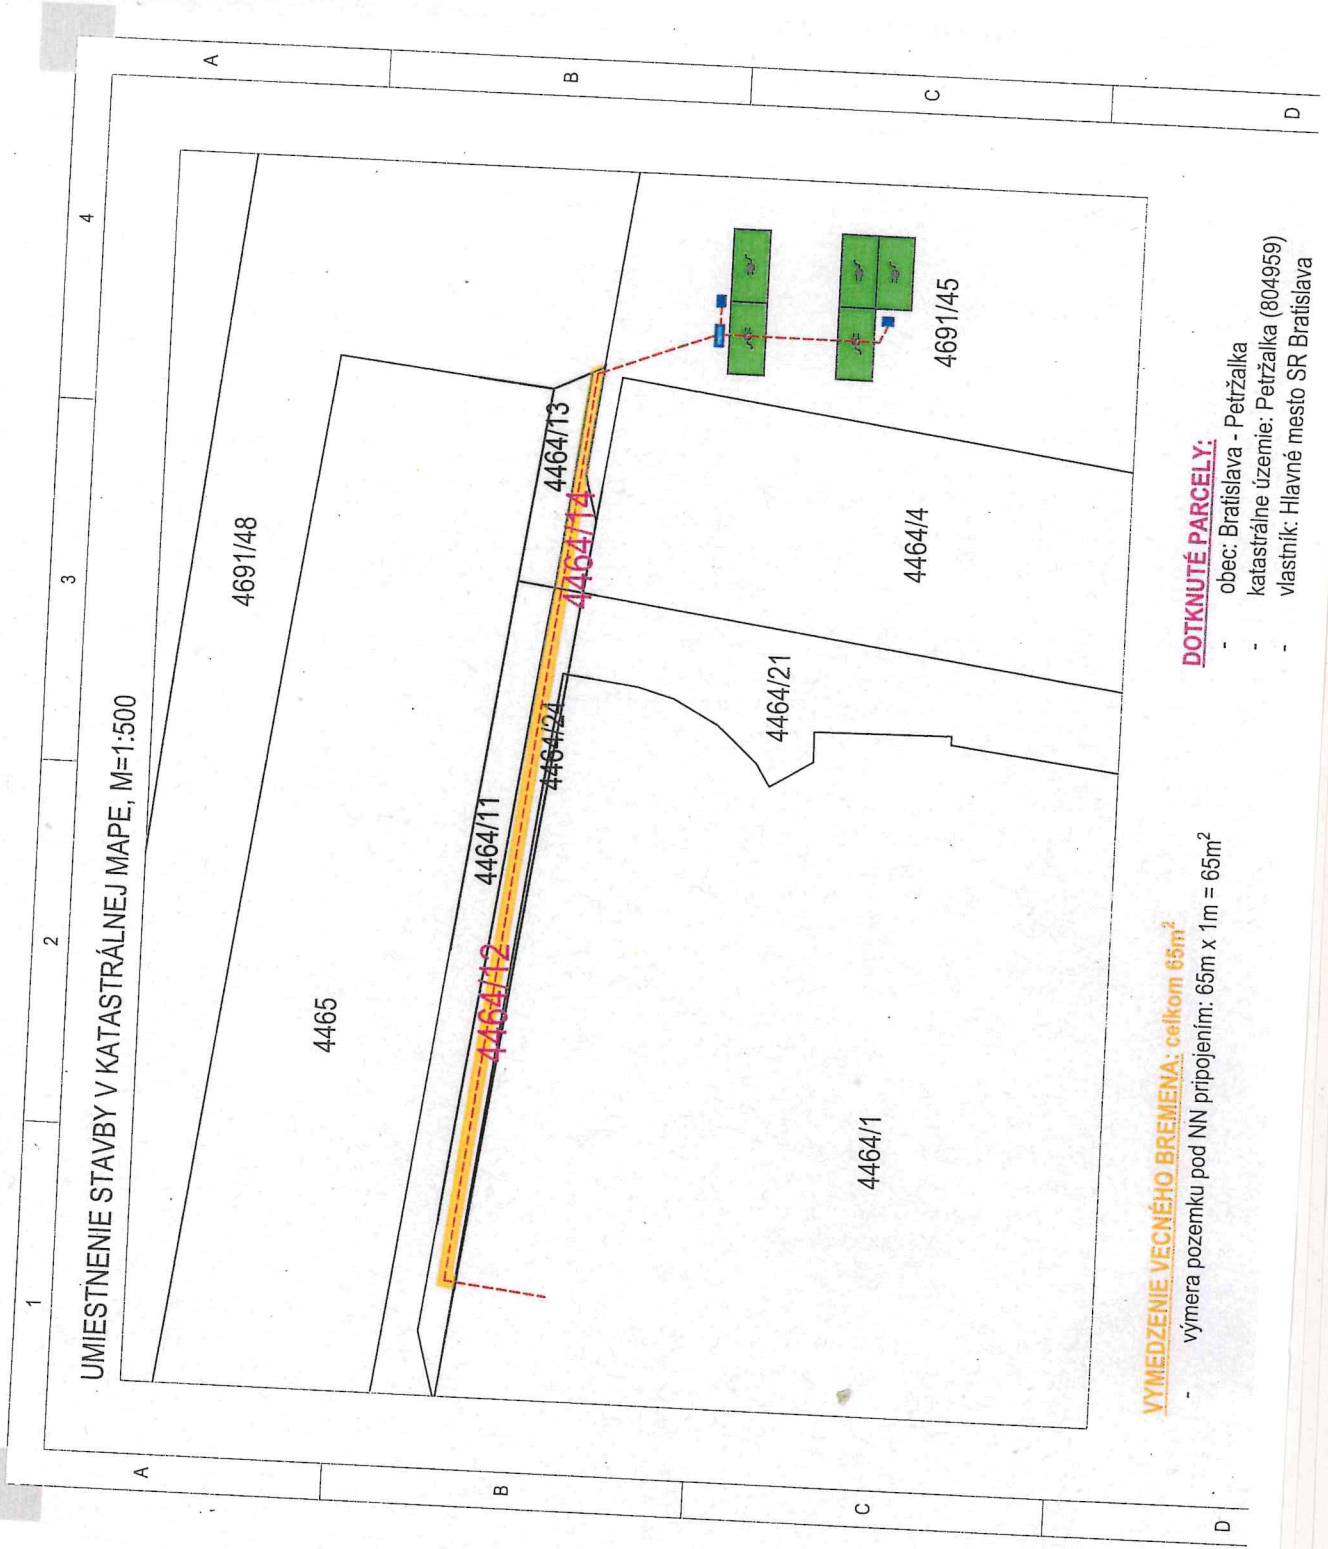 1
2
3
4
A
B
C
D
A
B
C
D
UMIESTNENIE STAVBY V KATASTRÁLNEJ MAPE, M=1:500
4691/48
4465
4464/11
4464/13
4464/12
4464/14
4464/24
4464/21
4464/4
4464/1
4691/45
VYMEDZENIE VECNÉHO BREMENA: celkom 65m²
- výmera pozemku pod NN pripojením: 65m x 1m = 65m²
DOTKNUTÉ PARCELY:
- obec: Bratislava - Petržalka
- katastrálne územie: Petržalka (804959)
- vlastník: Hlavné mesto SR Bratislava